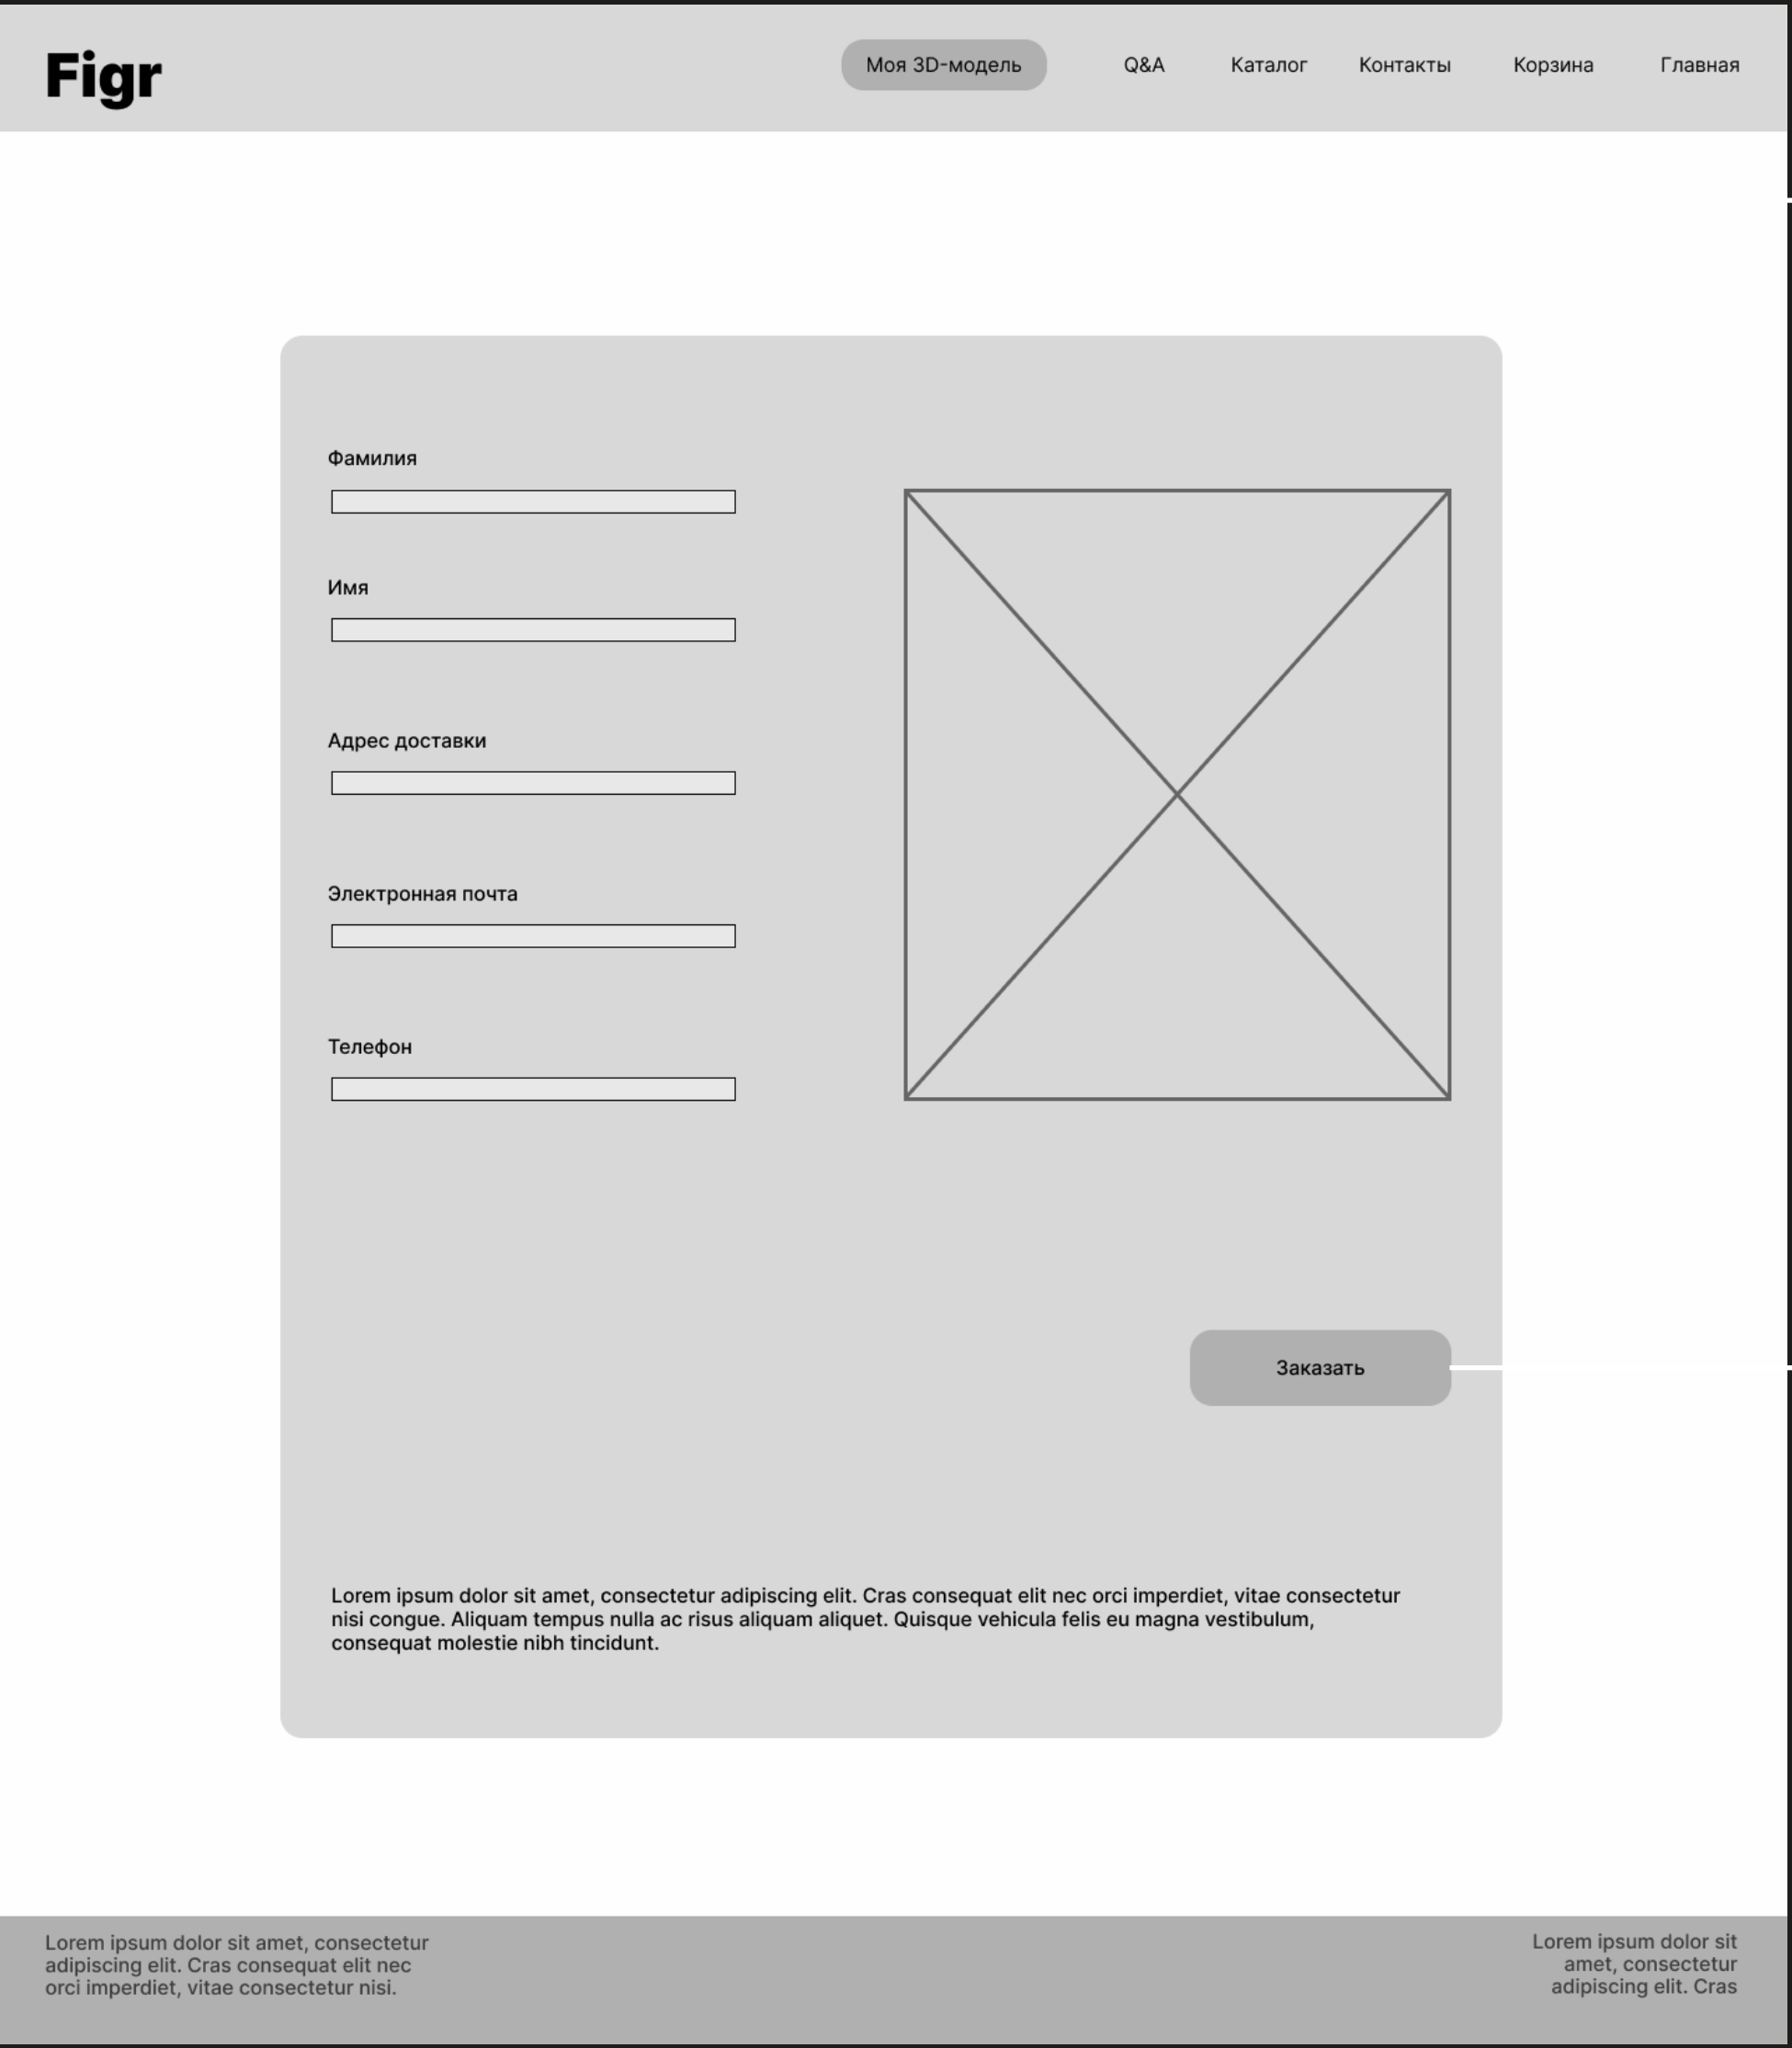 Figr
Моя 3D-модель
Q&A
Каталог
Контакты
Корзина
Главная
Фамилия
Имя
Адрес доставки
Электронная почта
Телефон
Заказать
Lorem ipsum dolor sit amet, consectetur adipiscing elit. Cras consequat elit nec orci imperdiet, vitae consectetur
nisi congue. Aliquam tempus nulla ac risus aliquam aliquet. Quisque vehicula felis eu magna vestibulum,
consequat molestie nibh tincidunt.
Lorem ipsum dolor sit amet, consectetur
adipiscing elit. Cras consequat elit nec
orci imperdiet, vitae consectetur nisi.
Lorem ipsum dolor sit
amet, consectetur
adipiscing elit. Cras